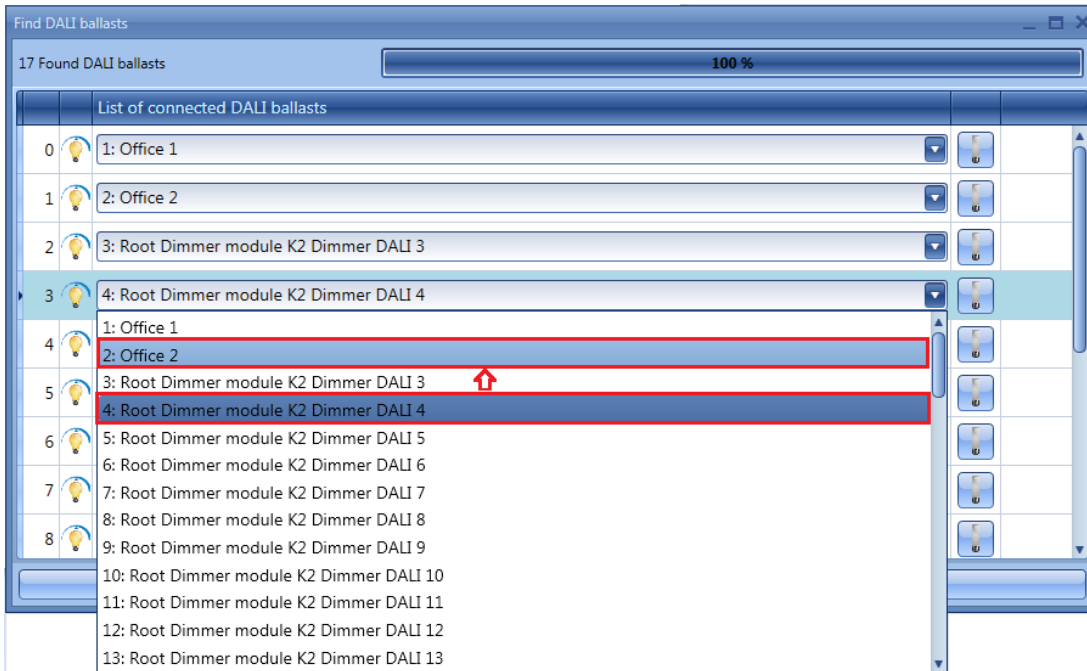 Find DALI ballasts
17 Found DALI ballasts 100 %
List of connected DALI ballasts
0 1: Office 1
1 2: Office 2
2 3: Root Dimmer module K2 Dimmer DALI 3
3 4: Root Dimmer module K2 Dimmer DALI 4
1: Office 1
4 2: Office 2
3: Root Dimmer module K2 Dimmer DALI 3
5 4: Root Dimmer module K2 Dimmer DALI 4
5: Root Dimmer module K2 Dimmer DALI 5
6 6: Root Dimmer module K2 Dimmer DALI 6
7 7: Root Dimmer module K2 Dimmer DALI 7
8: Root Dimmer module K2 Dimmer DALI 8
8 9: Root Dimmer module K2 Dimmer DALI 9
10: Root Dimmer module K2 Dimmer DALI 10
11: Root Dimmer module K2 Dimmer DALI 11
12: Root Dimmer module K2 Dimmer DALI 12
13: Root Dimmer module K2 Dimmer DALI 13